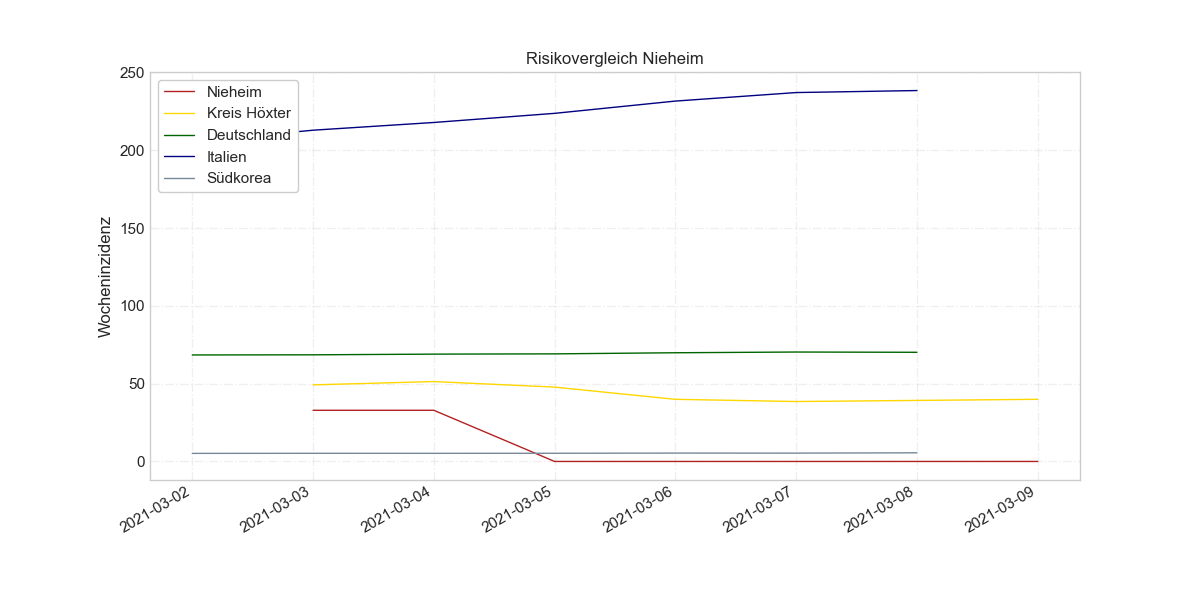 Risikovergleich Nieheim
Wocheninzidenz
250
200
150
100
50
0
Nieheim
Kreis Höxter
Deutschland
Italien
Südkorea
2021-03-02
2021-03-03
2021-03-04
2021-03-05
2021-03-06
2021-03-07
2021-03-08
2021-03-09